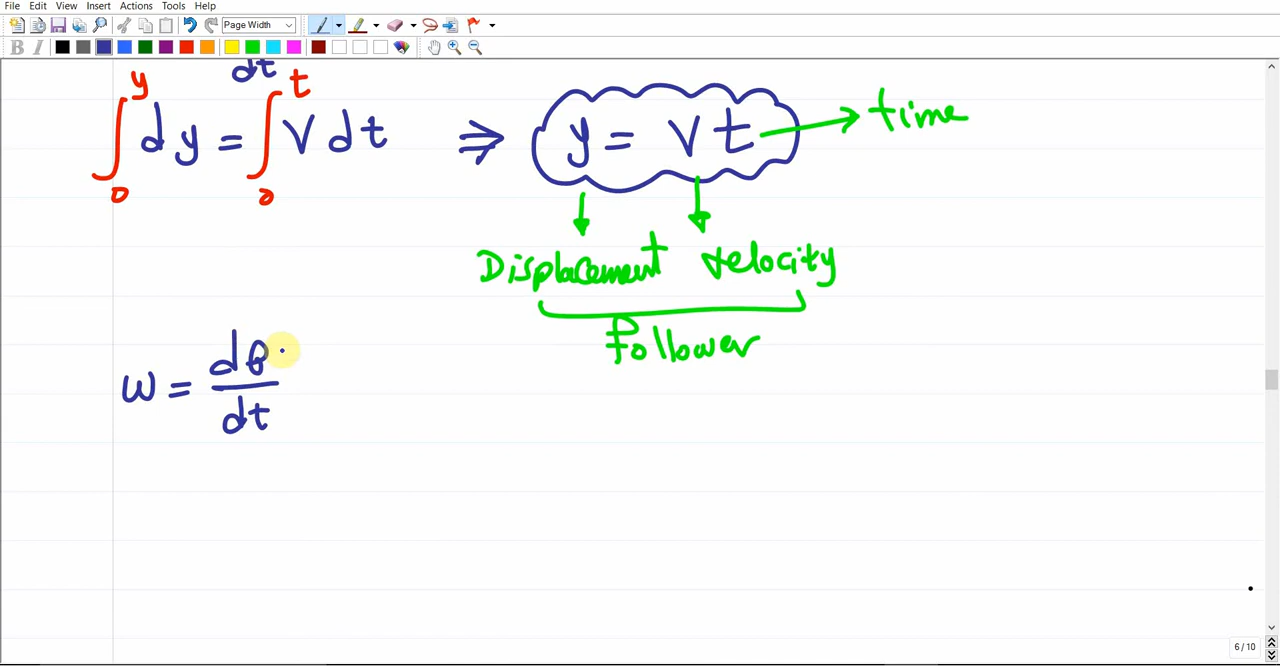 File Edit View Insert Actions Tools Help
Page Width
B I
dt
∫₀ʸ dy = ∫₀ᵗ V dt ⇒ y = V t → time
Displacement velocity
Follower
ω = dθ/dt
6 / 10